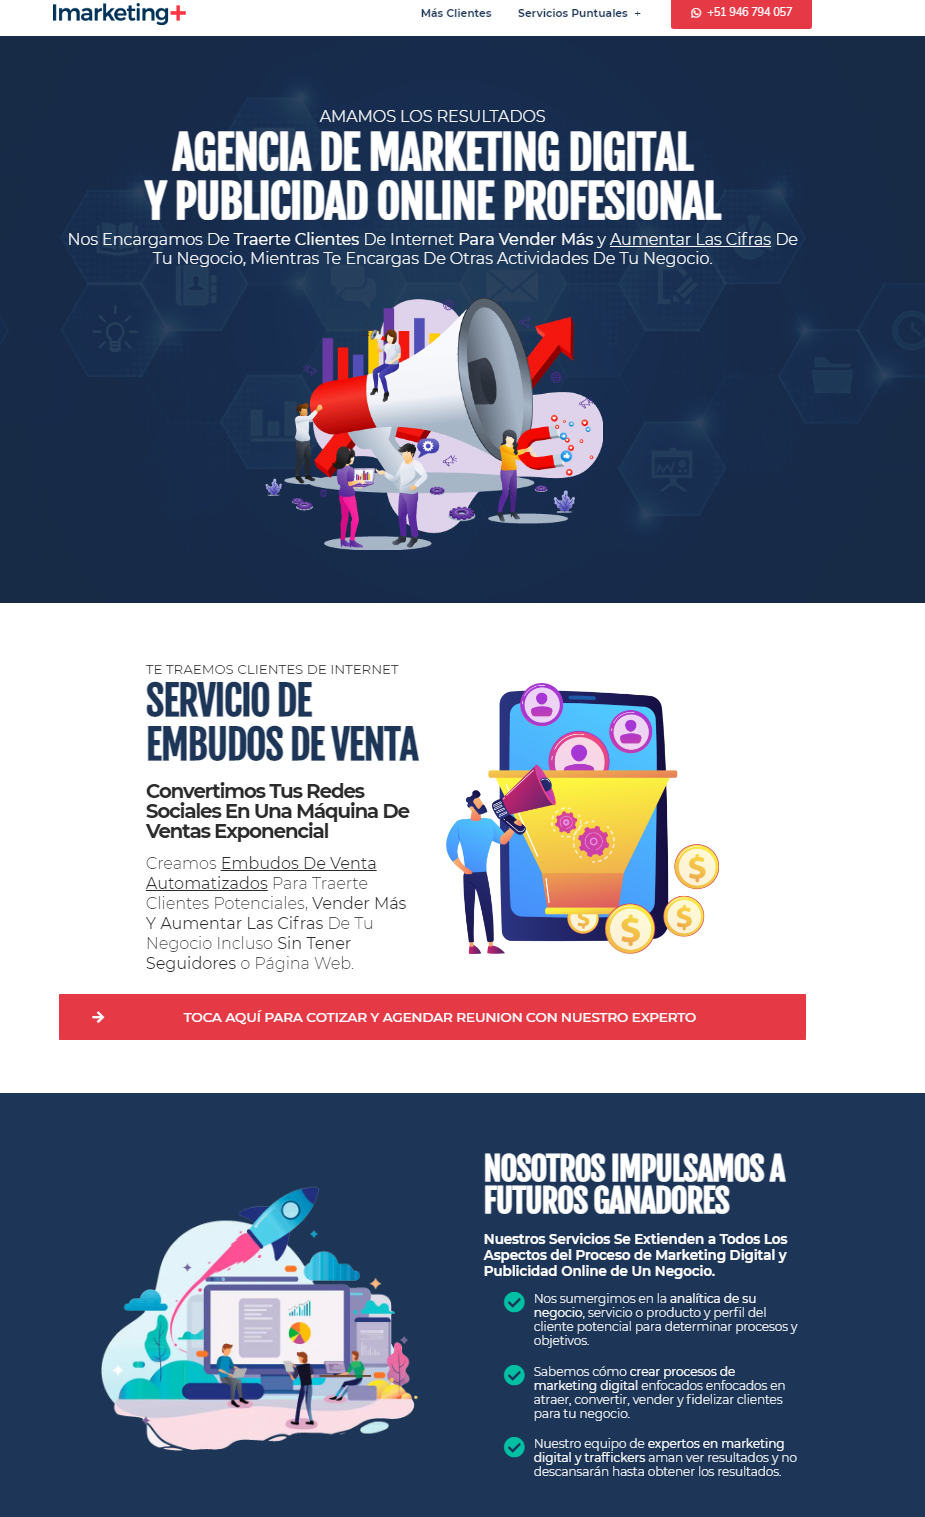 Imarketing+
Más Clientes
Servicios Puntuales +
+51 946 794 057
AMAMOS LOS RESULTADOS
AGENCIA DE MARKETING DIGITAL
Y PUBLICIDAD ONLINE PROFESIONAL
Nos Encargamos De Traerte Clientes De Internet Para Vender Más y Aumentar Las Cifras De
Tu Negocio, Mientras Te Encargas De Otras Actividades De Tu Negocio.
TE TRAEMOS CLIENTES DE INTERNET
SERVICIO DE
EMBUDOS DE VENTA
Convertimos Tus Redes
Sociales En Una Máquina De
Ventas Exponencial
Creamos Embudos De Venta
Automatizados Para Traerte
Clientes Potenciales, Vender Más
Y Aumentar Las Cifras De Tu
Negocio Incluso Sin Tener
Seguidores o Página Web.
TOCA AQUÍ PARA COTIZAR Y AGENDAR REUNION CON NUESTRO EXPERTO
NOSOTROS IMPULSAMOS A
FUTUROS GANADORES
Nuestros Servicios Se Extienden a Todos Los
Aspectos del Proceso de Marketing Digital y
Publicidad Online de Un Negocio.
Nos sumergimos en la analítica de su
negocio, servicio o producto y perfil del
cliente potencial para determinar procesos y
objetivos.
Sabemos cómo crear procesos de
marketing digital enfocados enfocados en
atraer, convertir, vender y fidelizar clientes
para tu negocio.
Nuestro equipo de expertos en marketing
digital y traffickers aman ver resultados y no
descansarán hasta obtener los resultados.